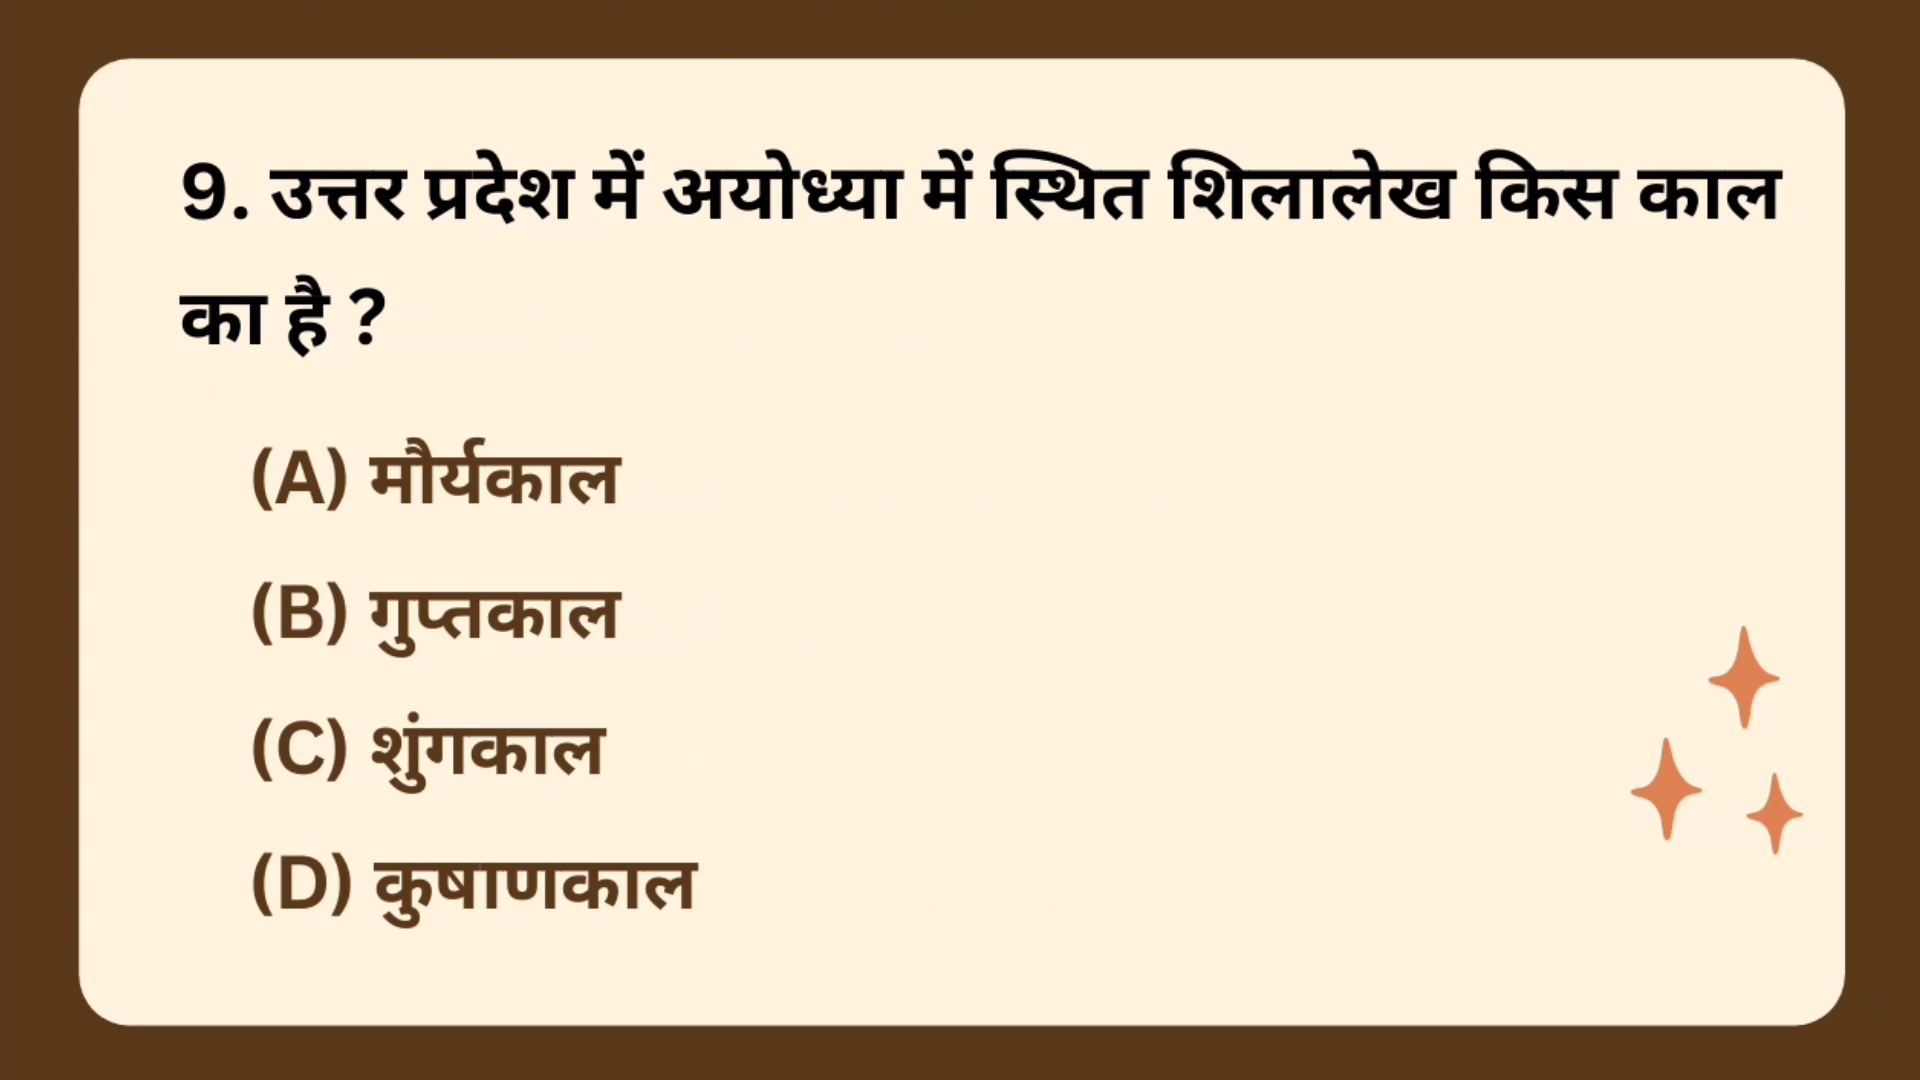 9. उत्तर प्रदेश में अयोध्या में स्थित शिलालेख किस काल
का है ?
(A) मौर्यकाल
(B) गुप्तकाल
(C) शुंगकाल
(D) कुषाणकाल